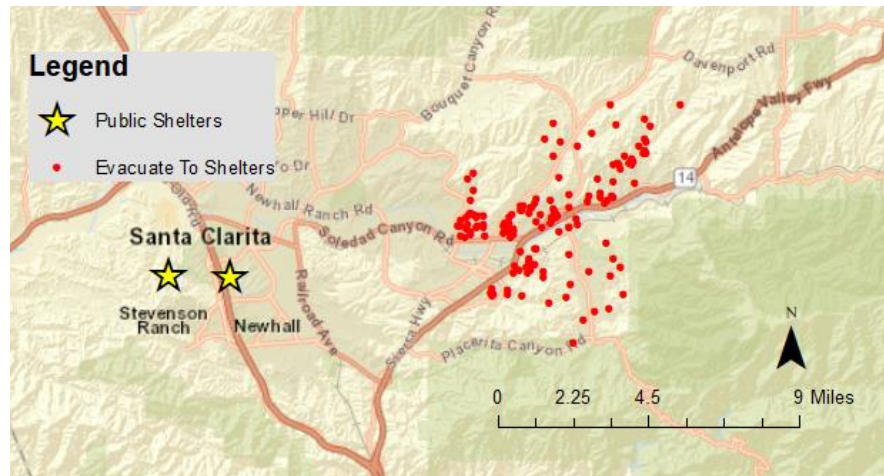 Legend
Public Shelters
Evacuate To Shelters
Bouquet Canyon Rd
Davenport Rd
Antelope Valley Fwy
14
Hill Dr
Newhall Ranch Rd
Soledad Canyon Rd
Santa Clarita
Stevenson
Ranch
Newhall
Railroad Ave
Sierra Hwy
Placerita Canyon Rd
N
0 2.25 4.5 9 Miles